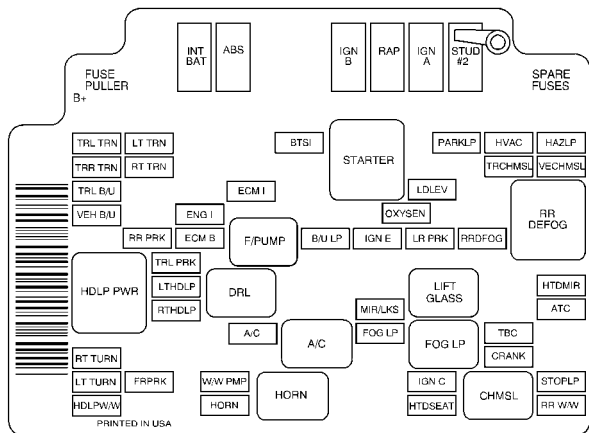 INT BAT
ABS
IGN B
RAP
IGN A
STUD #2
FUSE PULLER
B+
SPARE FUSES
TRL TRN
LT TRN
BTSI
STARTER
PARKLP
HVAC
HAZLP
TRR TRN
RT TRN
TRCHMSL
VECHMSL
TRL B/U
ECM I
LDLEV
RR DEFOG
VEH B/U
ENG I
OXYSEN
RR PRK
ECM B
F/PUMP
B/U LP
IGN E
LR PRK
RRDFOG
HDLP PWR
TRL PRK
LTHDLP
RTHDLP
DRL
LIFT GLASS
HTDMIR
ATC
MIR/LKS
A/C
A/C
FOG LP
FOG LP
TBC
CRANK
RT TURN
LT TURN
FRPRK
W/W PMP
HORN
IGN C
CHMSL
STOPLP
HDLPW/W
HORN
HTDSEAT
RR W/W
PRINTED IN USA